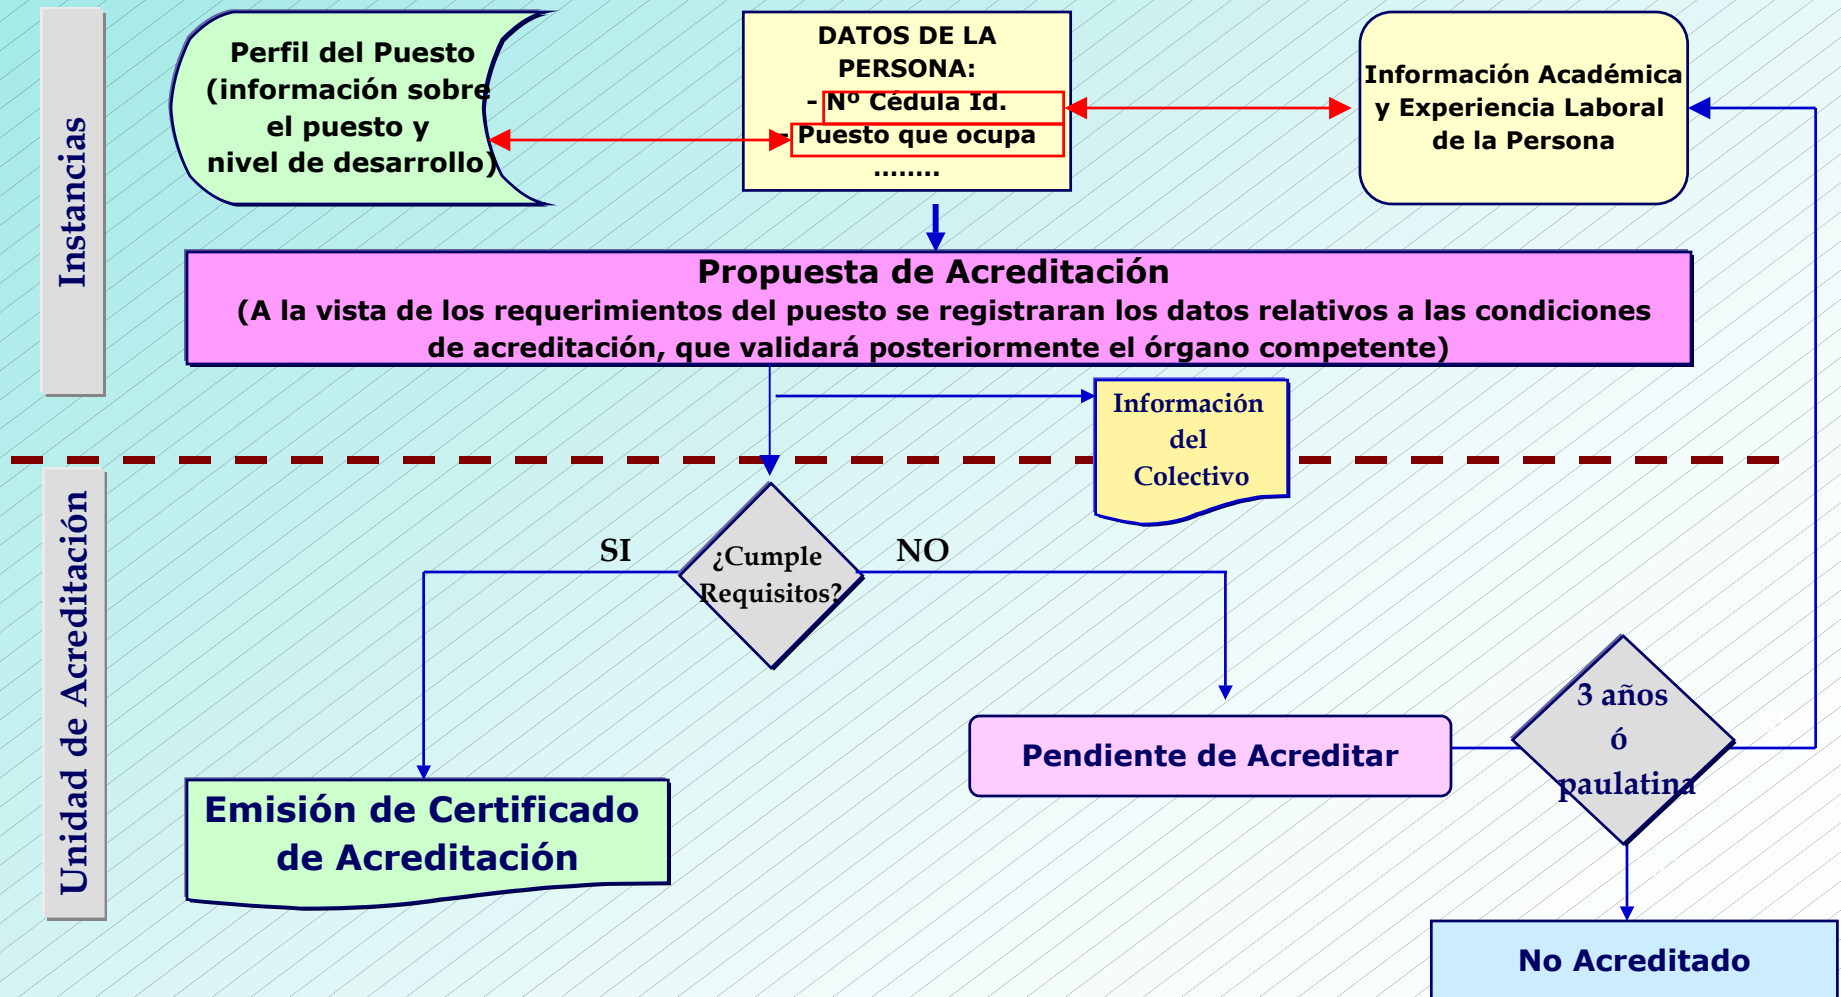 Instancias
Perfil del Puesto
(información sobre
el puesto y
nivel de desarrollo)
DATOS DE LA
PERSONA:
- Nº Cédula Id.
- Puesto que ocupa
........
Información Académica
y Experiencia Laboral
de la Persona
Propuesta de Acreditación
(A la vista de los requerimientos del puesto se registraran los datos relativos a las condiciones
de acreditación, que validará posteriormente el órgano competente)
Información
del
Colectivo
Unidad de Acreditación
SI
¿Cumple
Requisitos?
NO
Pendiente de Acreditar
3 años
ó
paulatina
Emisión de Certificado
de Acreditación
No Acreditado